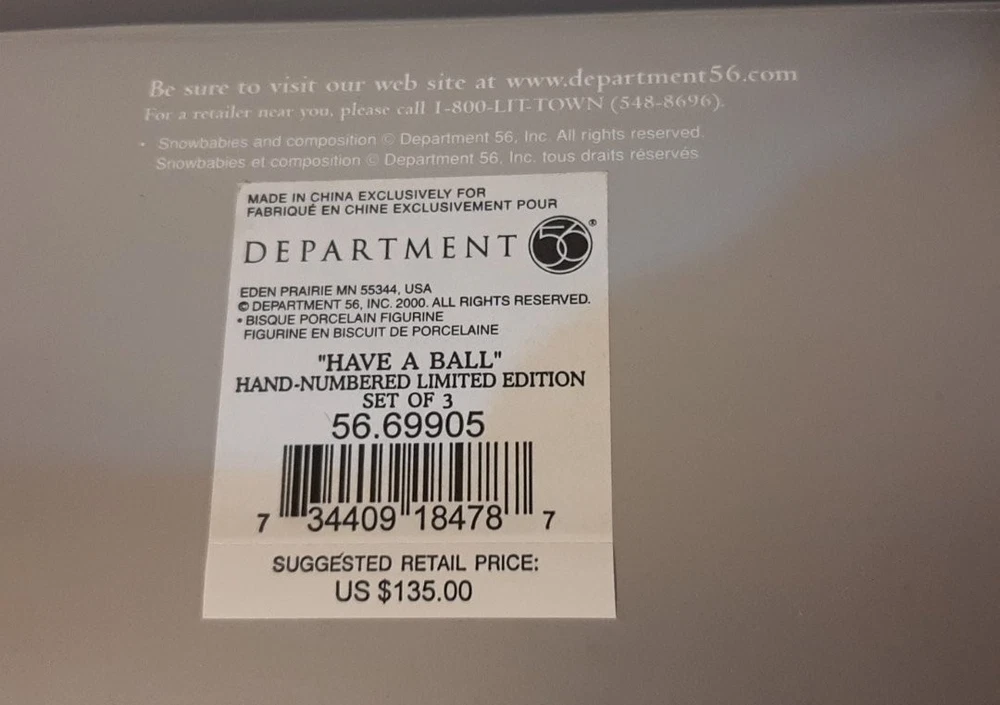 Be sure to visit our web site at www.department56.com
For a retailer near you, please call 1-800-LIT-TOWN (548-8696).
• Snowbabies and composition © Department 56, Inc. All rights reserved.
Snowbabies et composition © Department 56, Inc. tous draits réservés
MADE IN CHINA EXCLUSIVELY FOR
FABRIQUÉ EN CHINE EXCLUSIVEMENT POUR
DEPARTMENT 56®
EDEN PRAIRIE MN 55344, USA
© DEPARTMENT 56, INC. 2000. ALL RIGHTS RESERVED.
• BISQUE PORCELAIN FIGURINE
FIGURINE EN BISCUIT DE PORCELAINE
"HAVE A BALL"
HAND-NUMBERED LIMITED EDITION
SET OF 3
56.69905
7 34409 18478 7
SUGGESTED RETAIL PRICE:
US $135.00